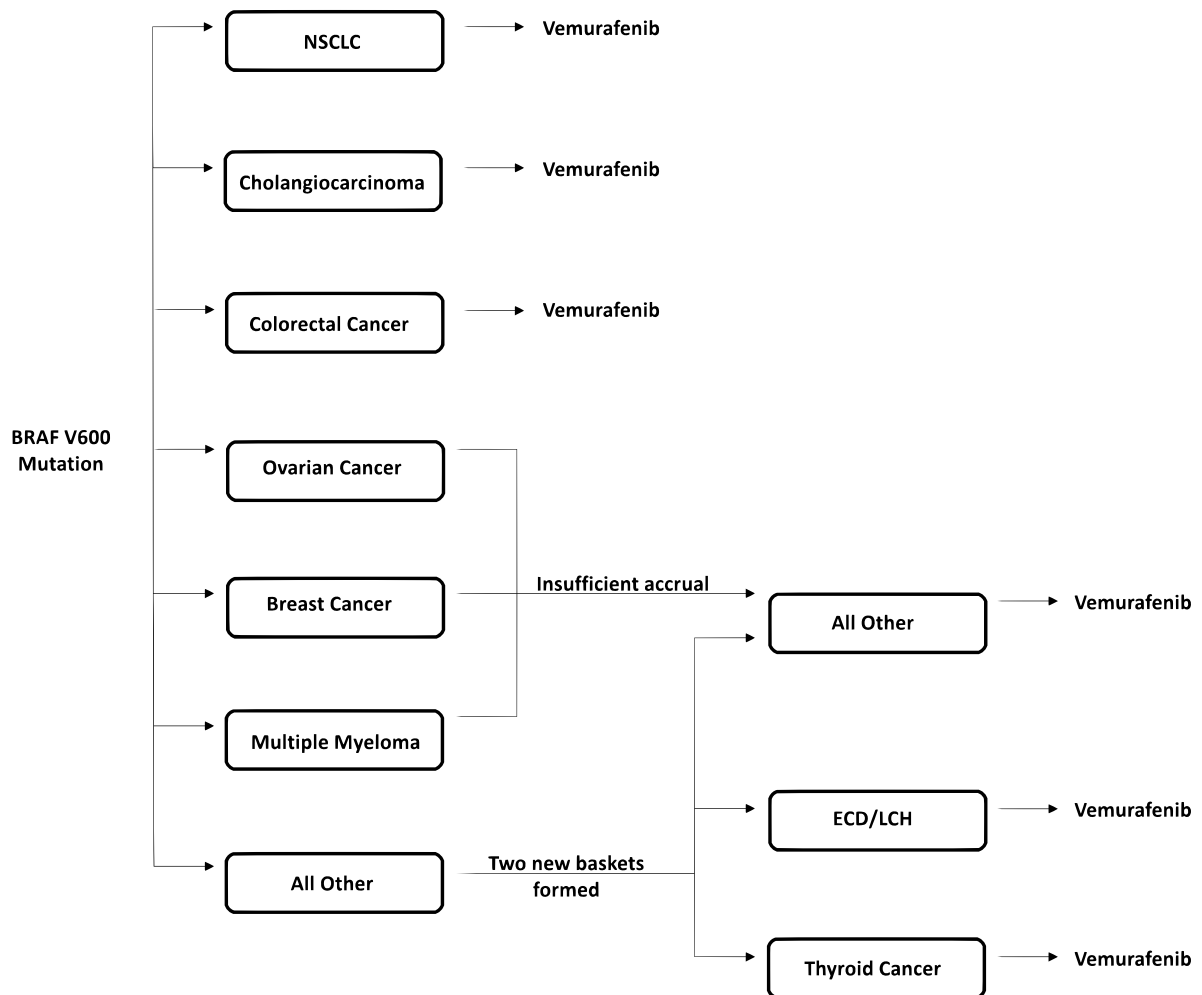 NSCLC
Vemurafenib
Cholangiocarcinoma
Vemurafenib
Colorectal Cancer
Vemurafenib
BRAF V600
Mutation
Ovarian Cancer
Breast Cancer
Insufficient accrual
All Other
Vemurafenib
Multiple Myeloma
ECD/LCH
Vemurafenib
All Other
Two new baskets
formed
Thyroid Cancer
Vemurafenib